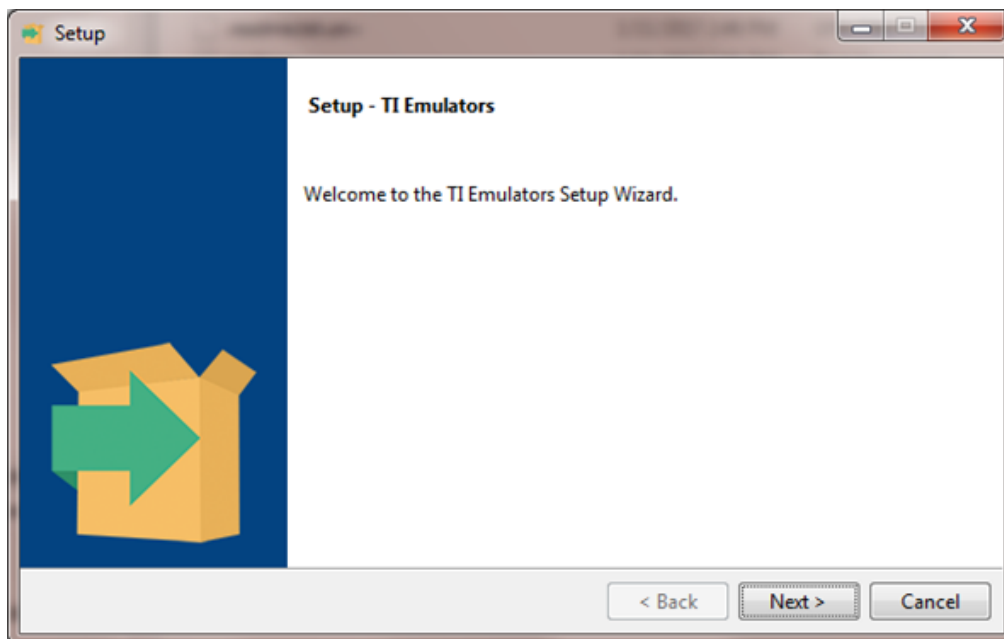 Setup
Setup - TI Emulators
Welcome to the TI Emulators Setup Wizard.
< Back
Next >
Cancel